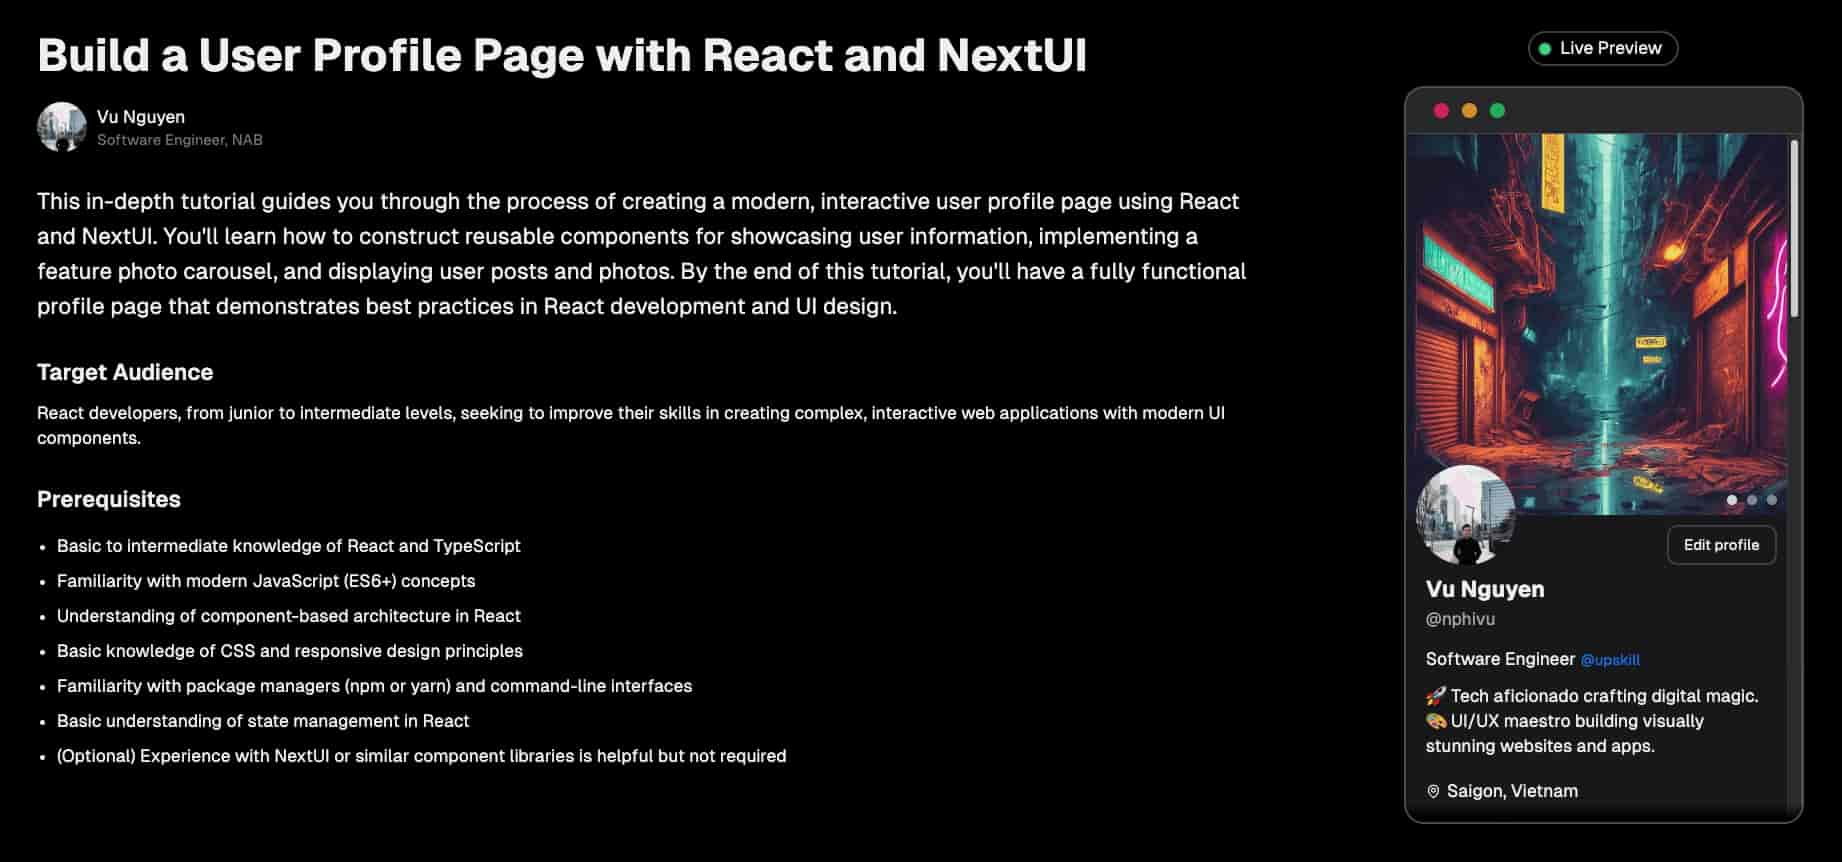 Build a User Profile Page with React and NextUI
Vu Nguyen
Software Engineer, NAB
This in-depth tutorial guides you through the process of creating a modern, interactive user profile page using React
and NextUI. You'll learn how to construct reusable components for showcasing user information, implementing a
feature photo carousel, and displaying user posts and photos. By the end of this tutorial, you'll have a fully functional
profile page that demonstrates best practices in React development and UI design.
Target Audience
React developers, from junior to intermediate levels, seeking to improve their skills in creating complex, interactive web applications with modern UI
components.
Prerequisites
• Basic to intermediate knowledge of React and TypeScript
• Familiarity with modern JavaScript (ES6+) concepts
• Understanding of component-based architecture in React
• Basic knowledge of CSS and responsive design principles
• Familiarity with package managers (npm or yarn) and command-line interfaces
• Basic understanding of state management in React
• (Optional) Experience with NextUI or similar component libraries is helpful but not required
Live Preview
Edit profile
Vu Nguyen
@nphivu
Software Engineer @upskill
🚀 Tech aficionado crafting digital magic.
🎨 UI/UX maestro building visually
stunning websites and apps.
Saigon, Vietnam